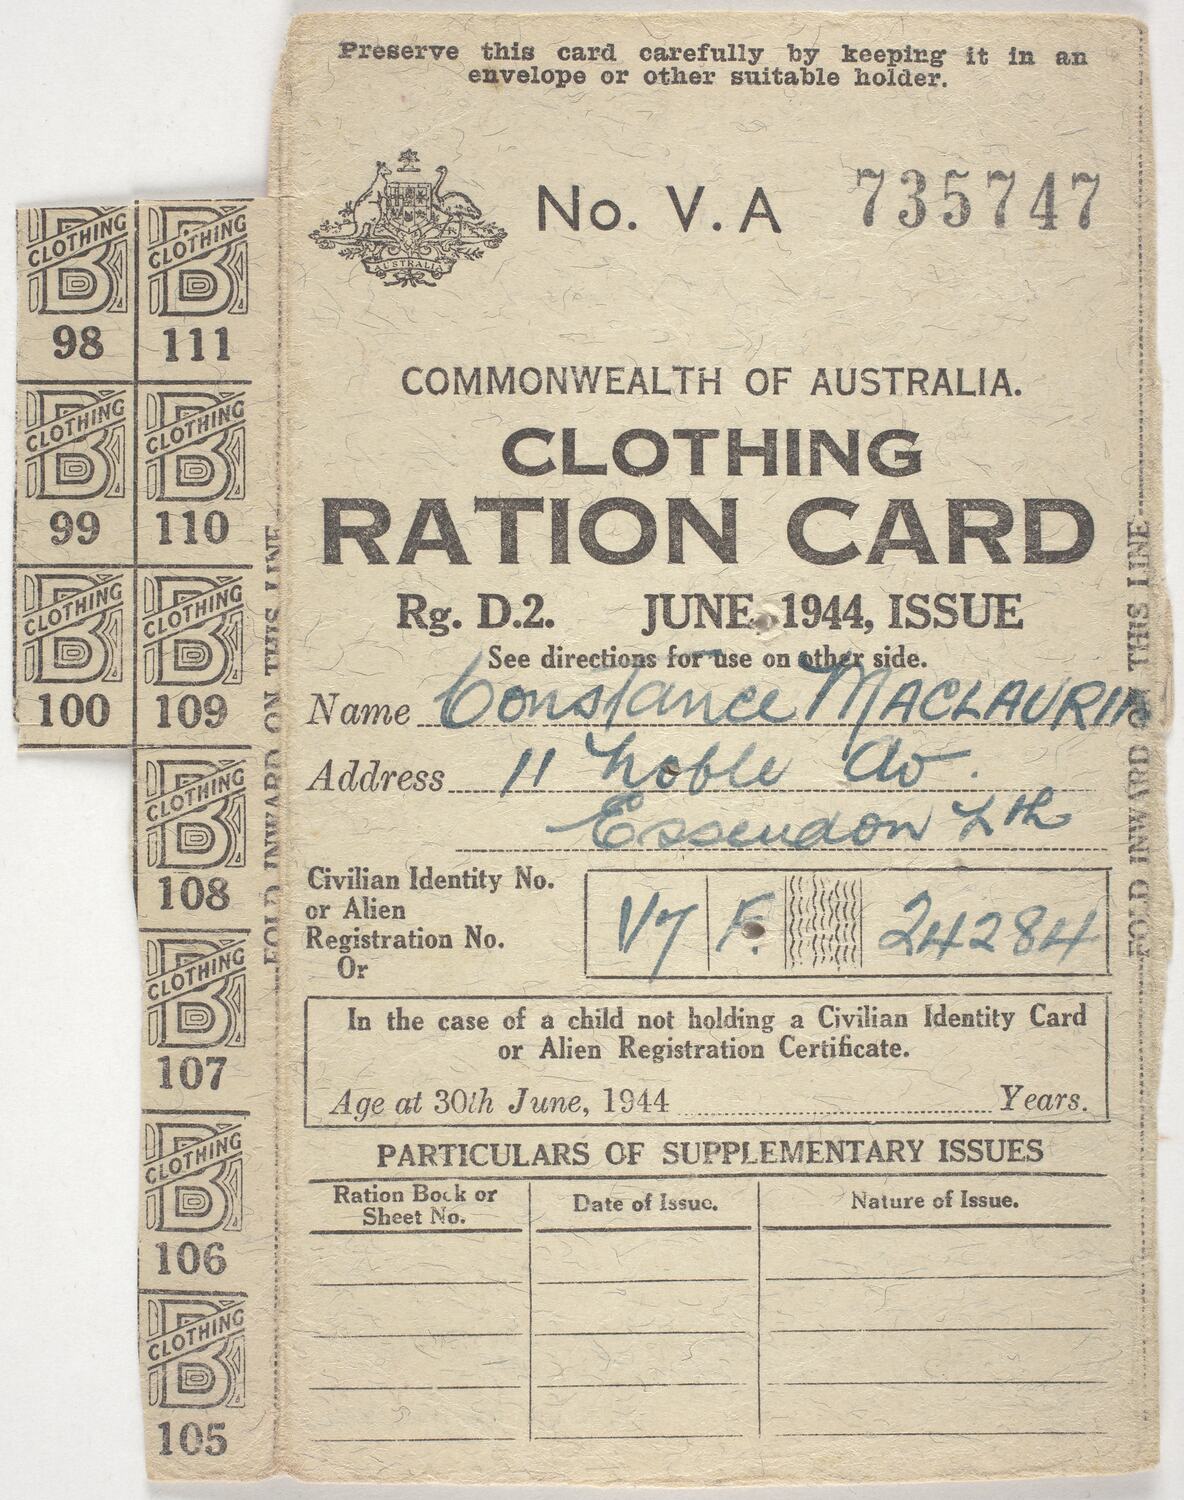 Preserve this card carefully by keeping it in an
envelope or other suitable holder.
AUSTRALIA
No. V.A 735747
COMMONWEALTH OF AUSTRALIA.
CLOTHING
RATION CARD
Rg. D.2. JUNE, 1944, ISSUE
See directions for use on other side.
Name Constance MACLAURIN
Address 11 Noble Av.
Essendon Nth
Civilian Identity No.
or Alien
Registration No.
Or
V7 F. 24284
In the case of a child not holding a Civilian Identity Card
or Alien Registration Certificate.
Age at 30th June, 1944 Years.
PARTICULARS OF SUPPLEMENTARY ISSUES
Ration Book or
Sheet No.
Date of Issue.
Nature of Issue.
FOLD INWARD ON THIS LINE
FOLD INWARD ON THIS LINE
B CLOTHING 98
B CLOTHING 111
B CLOTHING 99
B CLOTHING 110
B CLOTHING 100
B CLOTHING 109
B CLOTHING 108
B CLOTHING 107
B CLOTHING 106
B CLOTHING 105